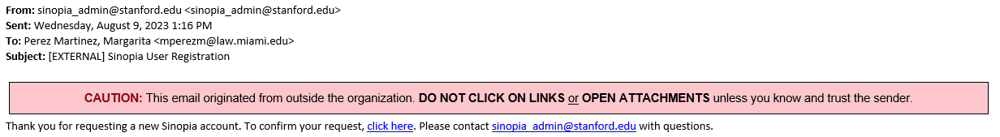 From: sinopia_admin@stanford.edu <sinopia_admin@stanford.edu>
Sent: Wednesday, August 9, 2023 1:16 PM
To: Perez Martinez, Margarita <mperezm@law.miami.edu>
Subject: [EXTERNAL] Sinopia User Registration
CAUTION: This email originated from outside the organization. DO NOT CLICK ON LINKS or OPEN ATTACHMENTS unless you know and trust the sender.
Thank you for requesting a new Sinopia account. To confirm your request, click here. Please contact sinopia_admin@stanford.edu with questions.